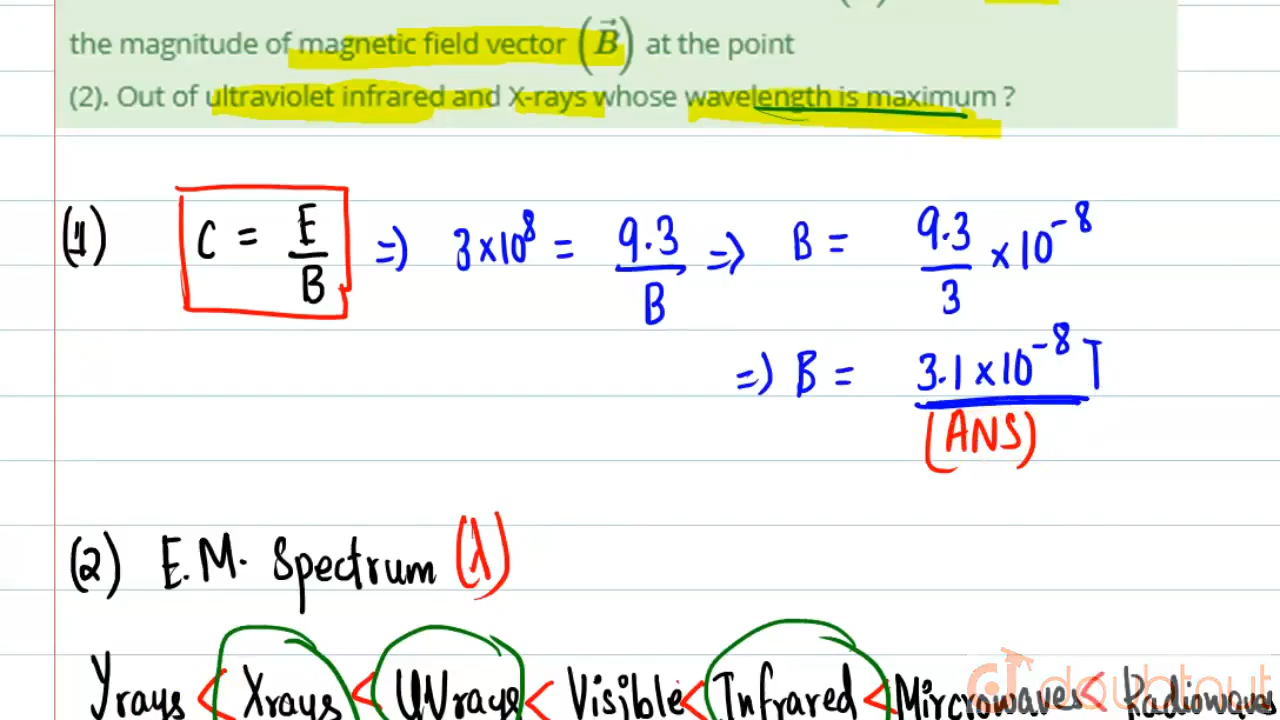 the magnitude of magnetic field vector (B⃗) at the point
(2). Out of ultraviolet infrared and X-rays whose wavelength is maximum ?
(1) C = E/B => 3×10⁸ = 9.3/B => B = 9.3/3 × 10⁻⁸
=> B = 3.1×10⁻⁸ T
(ANS)
(2) E.M. Spectrum (λ)
γrays < Xrays < UVrays < Visible < Infrared < Mircrowaves < Radiowaves
doubtnut